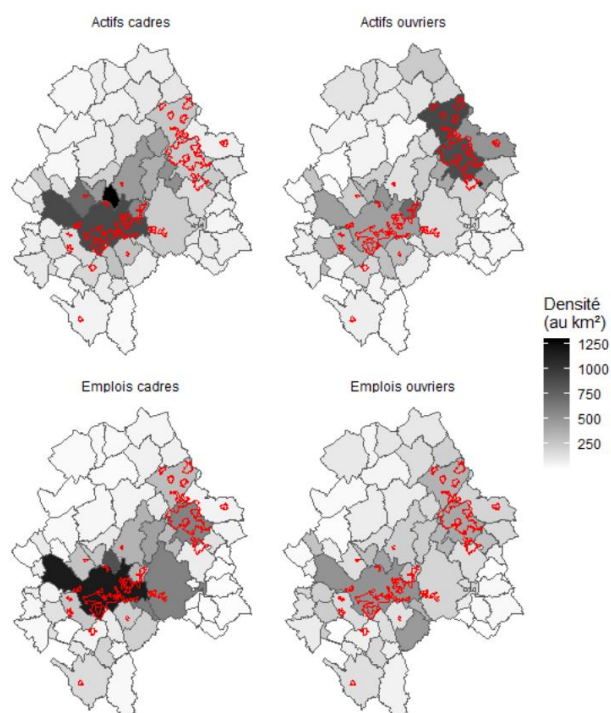 Actifs cadres
Actifs ouvriers
Densité
(au km²)
1250
1000
750
500
250
Emplois cadres
Emplois ouvriers